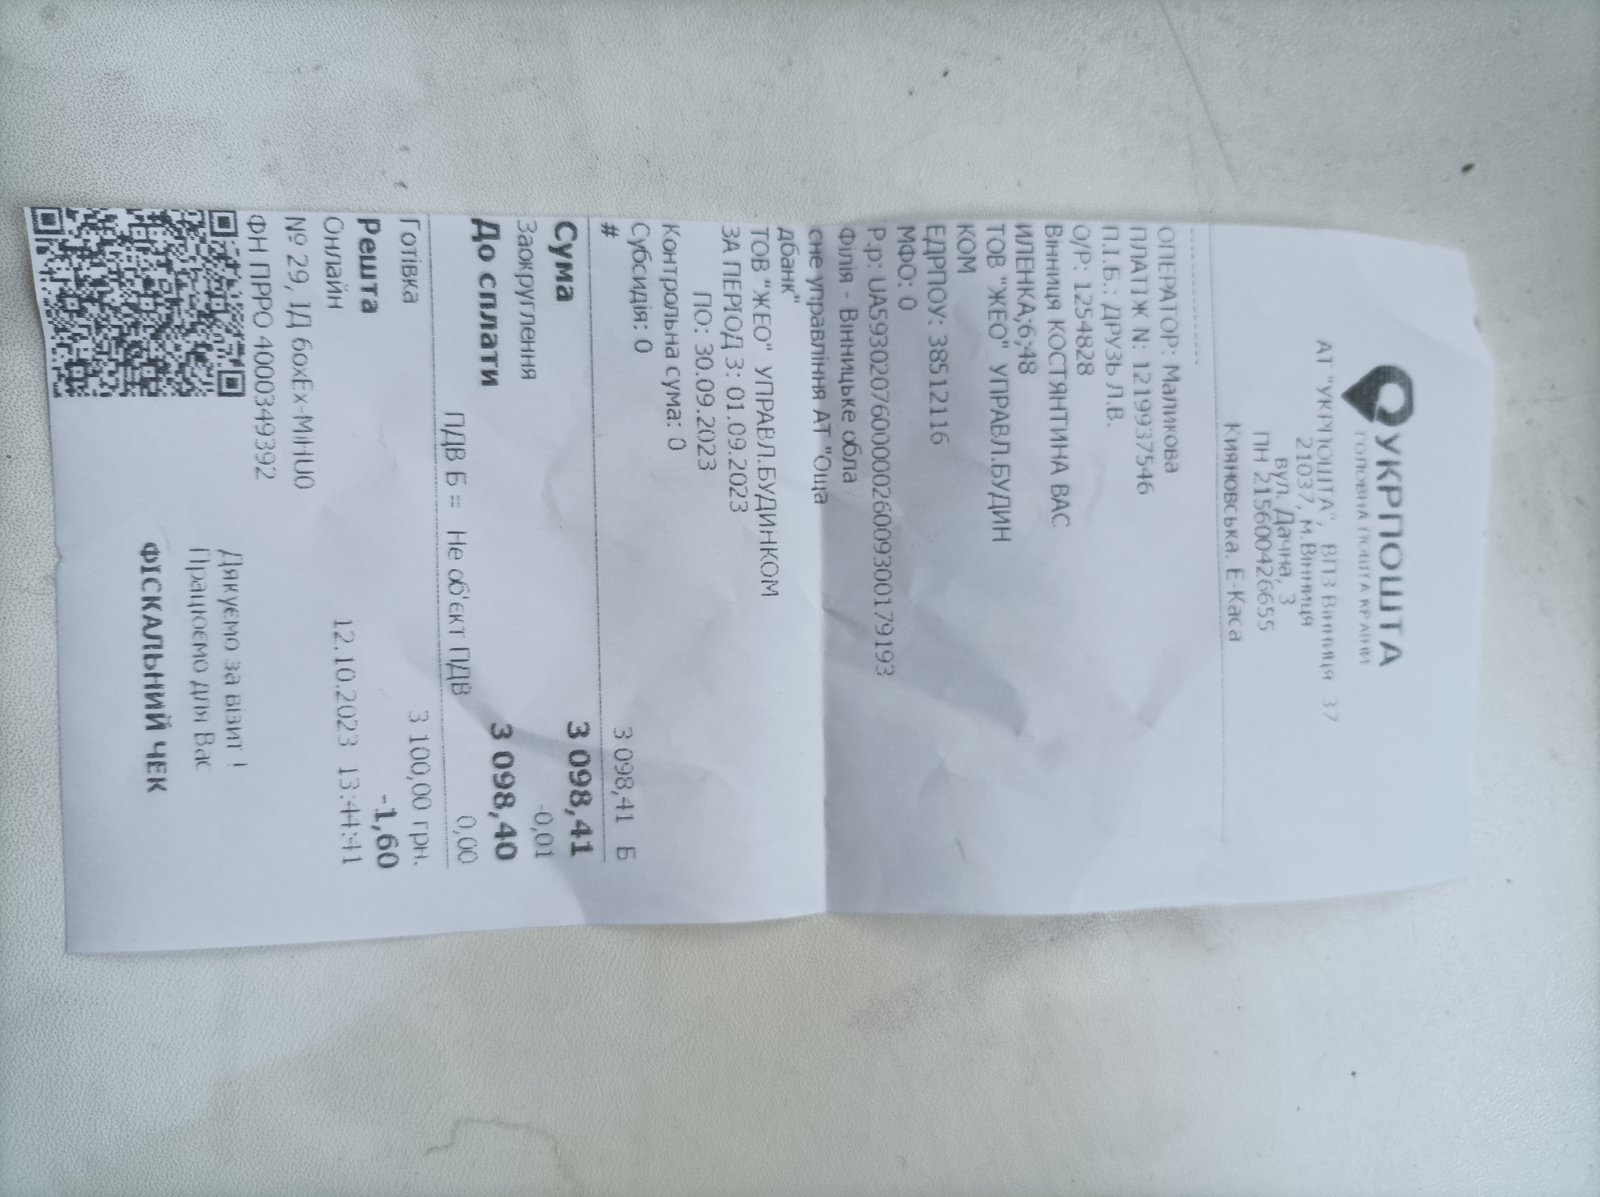 УКРПОШТА
ГОЛОВНА ПОШТА КРАЇНИ
АТ "УКРПОШТА", ВПЗ Вінниця 37
21037, м.Вінниця
вул. Дачна, 3
ПН 215600426655
Кияновська. Е-Каса
ОПЕРАТОР: Маликова
ПЛАТІЖ N: 1219937546
П.І.Б.: ДРУЗЬ Л.В.
О/Р: 1254828
Вінниця КОСТЯНТИНА ВАС
ИЛЕНКА;6;48
ТОВ "ЖЕО" УПРАВЛ.БУДИН
КОМ
ЕДРПОУ: 38512116
МФО: 0
Р.р: UA593020760000026009300179193
Філія - Вінницьке обла
сне управління АТ "Оща
дбанк"
ТОВ "ЖЕО" УПРАВЛ.БУДИНКОМ
ЗА ПЕРІОД З: 01.09.2023
ПО: 30.09.2023
Контрольна сума: 0
Субсидія: 0
# 3 098,41 Б
Сума 3 098,41
Заокруглення -0,01
До сплати 3 098,40
ПДВ Б = Не об'єкт ПДВ 0,00
Готівка 3 100,00 грн.
Решта -1,60
Онлайн 12.10.2023 13:44:41
№ 29, ІД 6oxEx-MiHU0
ФН ПРРО 4000349392
Дякуємо за візит !
Працюємо для Вас
ФІСКАЛЬНИЙ ЧЕК